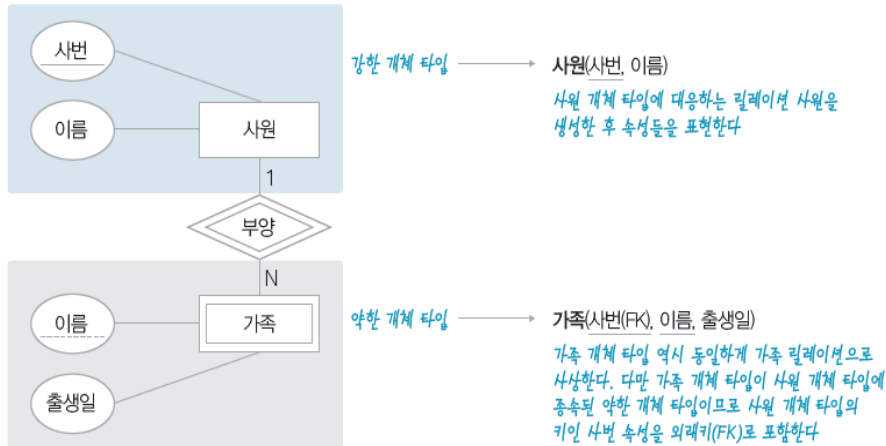 사번
강한 개체 타입
사원(사번, 이름)
사원 개체 타입에 대응하는 릴레이션 사원을
생성한 후 속성들을 표현한다
이름
사원
1
부양
N
이름
가족
약한 개체 타입
가족(사번(FK), 이름, 출생일)
가족 개체 타입 역시 동일하게 가족 릴레이션으로
사상한다. 다만 가족 개체 타입이 사원 개체 타입에
종속된 약한 개체 타입이므로 사원 개체 타입의
키인 사번 속성을 외래키(FK)로 포함한다
출생일